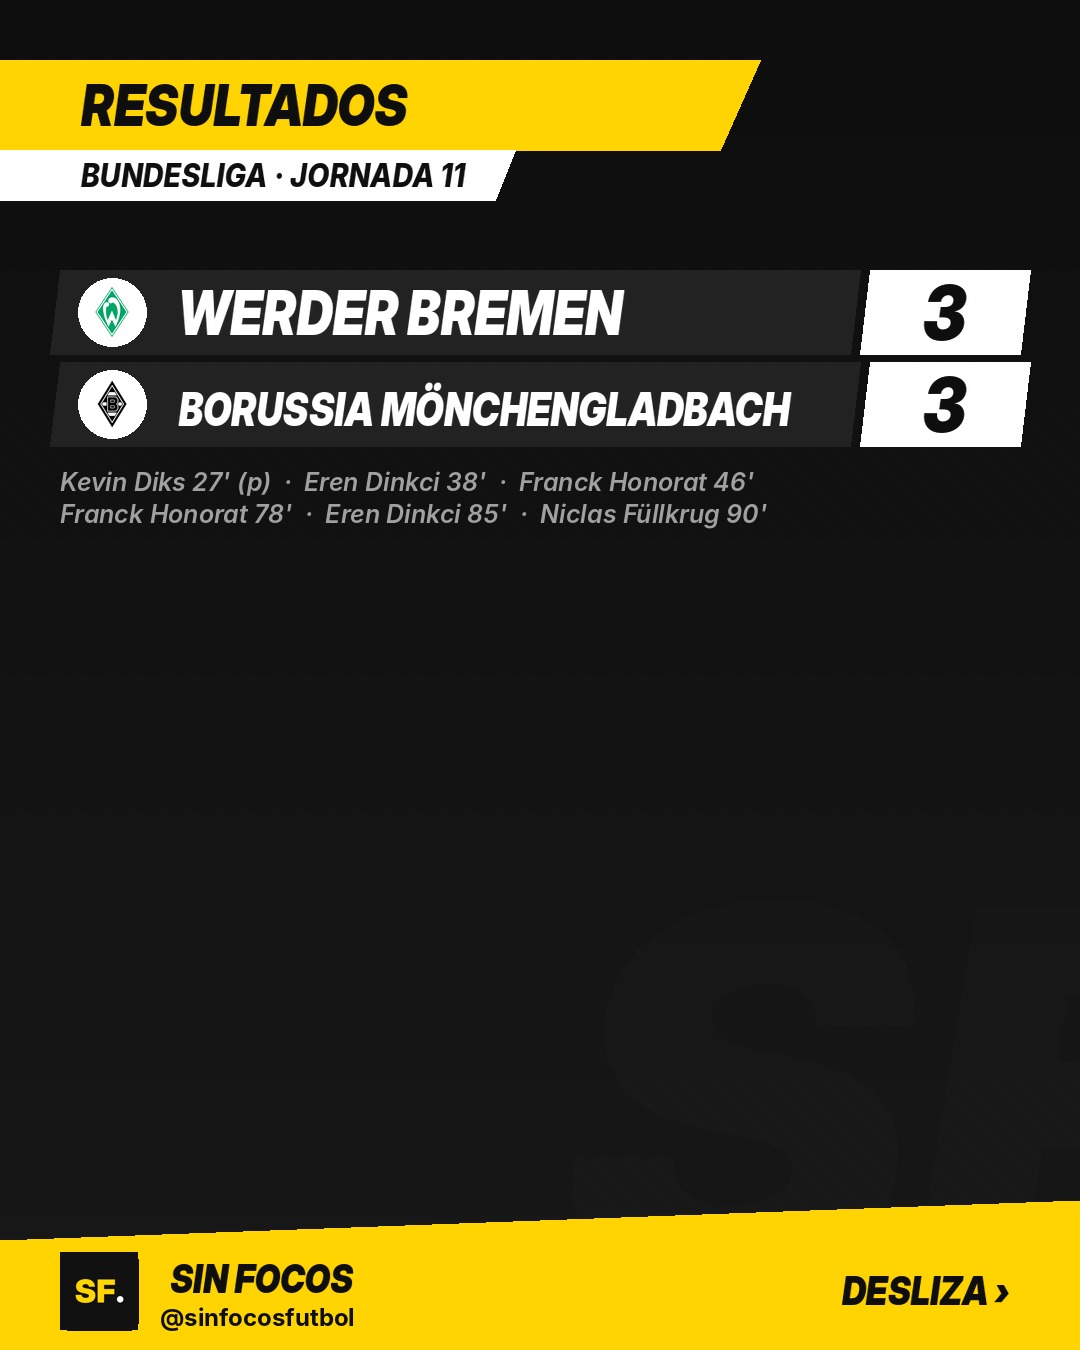 RESULTADOS
BUNDESLIGA · JORNADA 11
WERDER BREMEN 3
BORUSSIA MÖNCHENGLADBACH 3
Kevin Diks 27' (p) · Eren Dinkci 38' · Franck Honorat 46'
Franck Honorat 78' · Eren Dinkci 85' · Niclas Füllkrug 90'
SF
SF.
SIN FOCOS
@sinfocosfutbol
DESLIZA ›